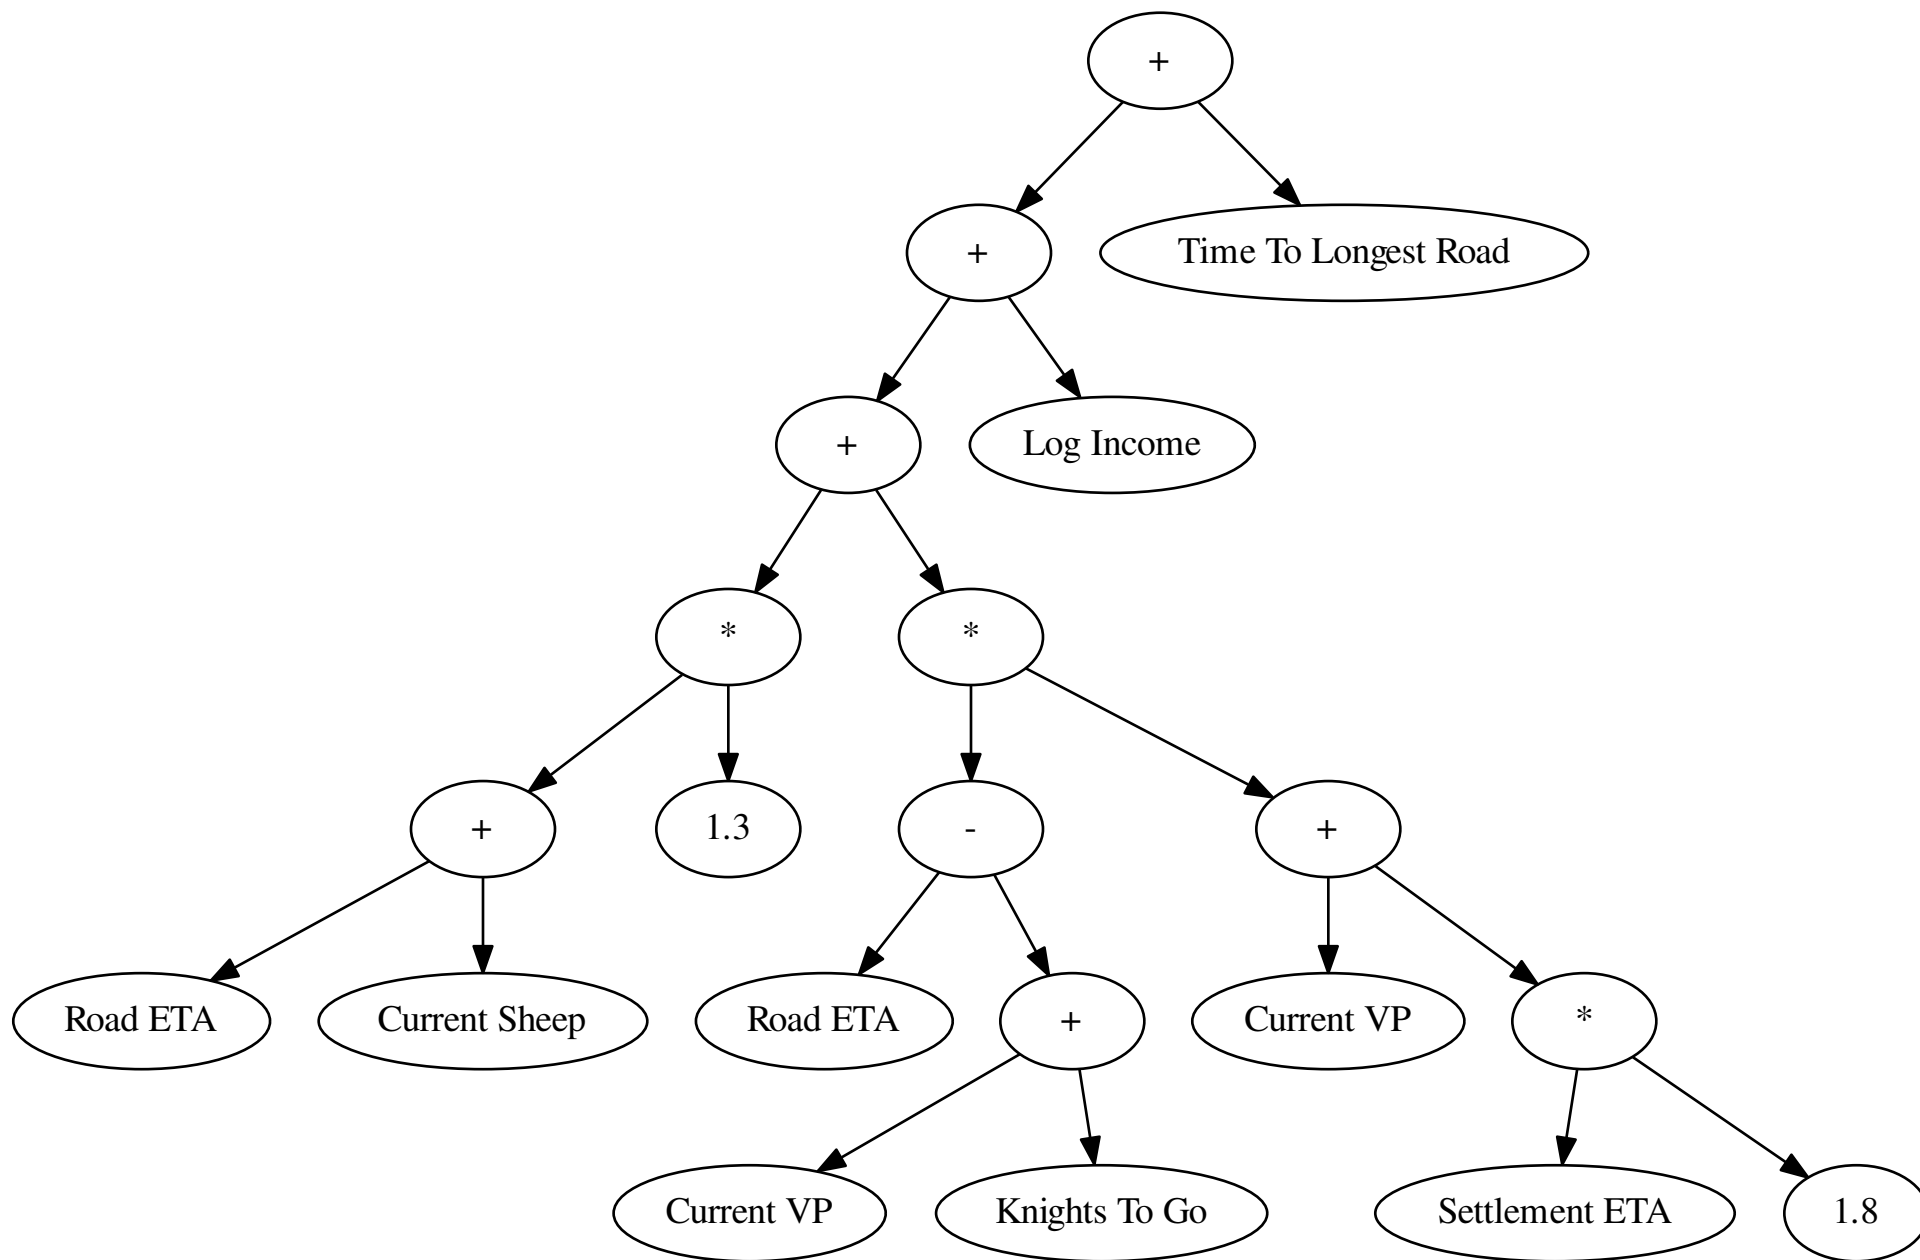 +
+
Time To Longest Road
+
Log Income
*
*
+
1.3
-
+
Road ETA
Current Sheep
Road ETA
+
Current VP
*
Current VP
Knights To Go
Settlement ETA
1.8